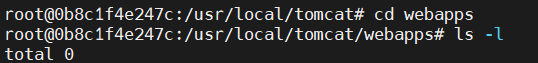 root@0b8c1f4e247c:/usr/local/tomcat# cd webapps
root@0b8c1f4e247c:/usr/local/tomcat/webapps# ls -l
total 0